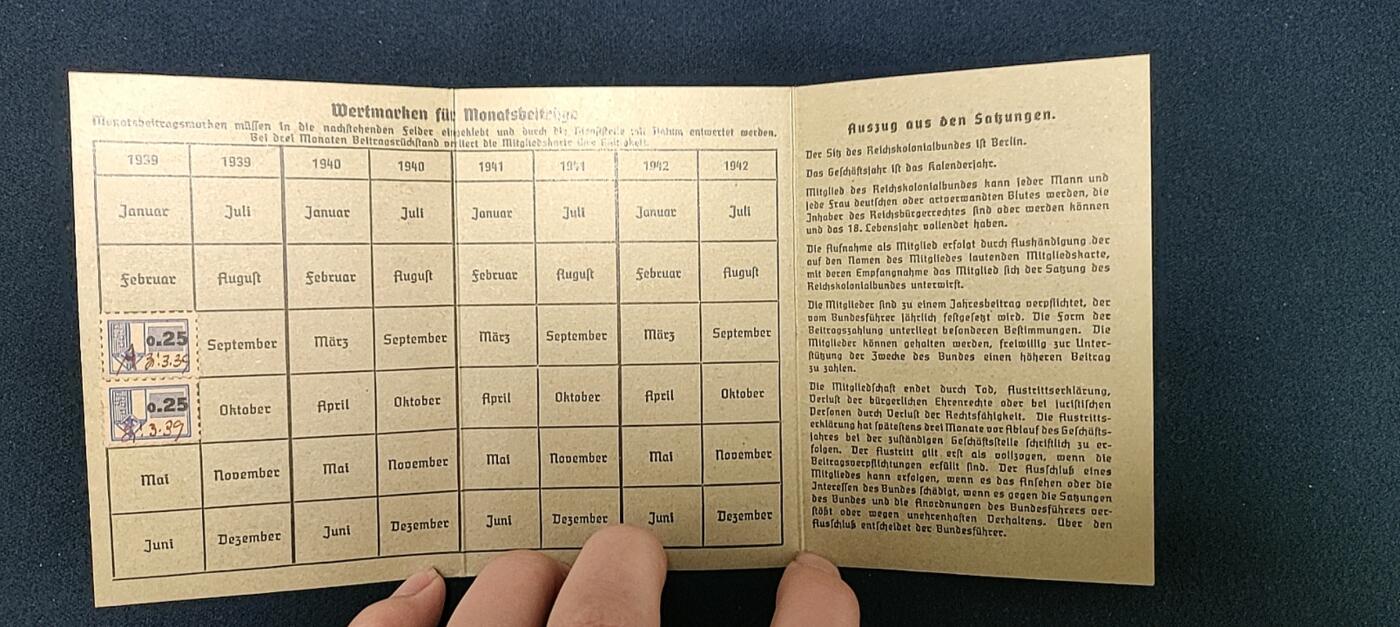 Wertmarken für Monatsbeiträge
Monatsbeitragsmarken müssen in die nachstehenden Felder eingeklebt und durch die Dienststelle mit Datum entwertet werden.
Bei drei Monaten Beitragsrückstand verliert die Mitgliedskarte ihre Gültigkeit.
1939 1939 1940 1940 1941 1941 1942 1942
Januar Juli Januar Juli Januar Juli Januar Juli
Februar August Februar August Februar August Februar August
0.25 September März September März September März September
3.39
0.25 Oktober April Oktober April Oktober April Oktober
3.39
Mai November Mai November Mai November Mai November
Juni Dezember Juni Dezember Juni Dezember Juni Dezember
Auszug aus den Satzungen.
Der Sitz des Reichskolonialbundes ist Berlin.
Das Geschäftsjahr ist das Kalenderjahr.
Mitglied des Reichskolonialbundes kann jeder Mann und
jede Frau deutschen oder artverwandten Blutes werden, die
Inhaber des Reichsbürgerrechtes sind oder werden können
und das 18. Lebensjahr vollendet haben.
Die Aufnahme als Mitglied erfolgt durch Aushändigung der
auf den Namen des Mitgliedes lautenden Mitgliedskarte,
mit deren Empfangnahme das Mitglied sich der Satzung des
Reichskolonialbundes unterwirft.
Die Mitglieder sind zu einem Jahresbeitrag verpflichtet, der
vom Bundesführer jährlich festgesetzt wird. Die Form der
Beitragszahlung unterliegt besonderen Bestimmungen. Die
Mitglieder können gehalten werden, freiwillig zur Unter-
stützung der Zwecke des Bundes einen höheren Beitrag
zu zahlen.
Die Mitgliedschaft endet durch Tod, Austrittserklärung,
Verlust der bürgerlichen Ehrenrechte oder bei juristischen
Personen durch Verlust der Rechtsfähigkeit. Die Austritts-
erklärung hat spätestens drei Monate vor Ablauf des Geschäfts-
jahres bei der zuständigen Geschäftsstelle schriftlich zu er-
folgen. Der Austritt gilt erst als vollzogen, wenn die
Beitragsverpflichtungen erfüllt sind. Der Ausschluß eines
Mitgliedes kann erfolgen, wenn es das Ansehen oder die
Interessen des Bundes schädigt, wenn es gegen die Satzungen
des Bundes und die Anordnungen des Bundesführers ver-
stößt oder wegen unehrenhaften Verhaltens. Über den
Ausschluß entscheidet der Bundesführer.